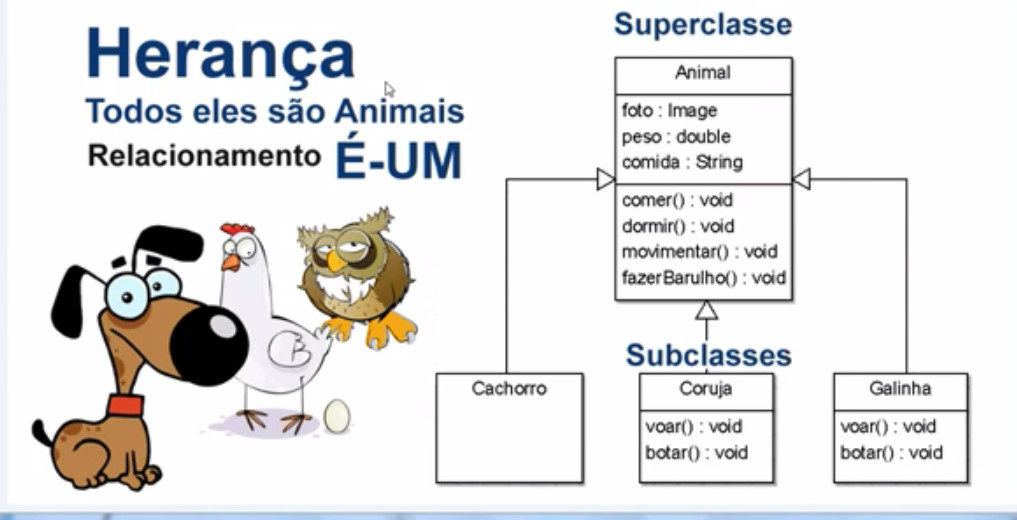 Herança
Todos eles são Animais
Relacionamento É-UM
Superclasse
Animal
foto : Image
peso : double
comida : String
comer() : void
dormir() : void
movimentar() : void
fazerBarulho() : void
Subclasses
Cachorro
Coruja
voar() : void
botar() : void
Galinha
voar() : void
botar() : void